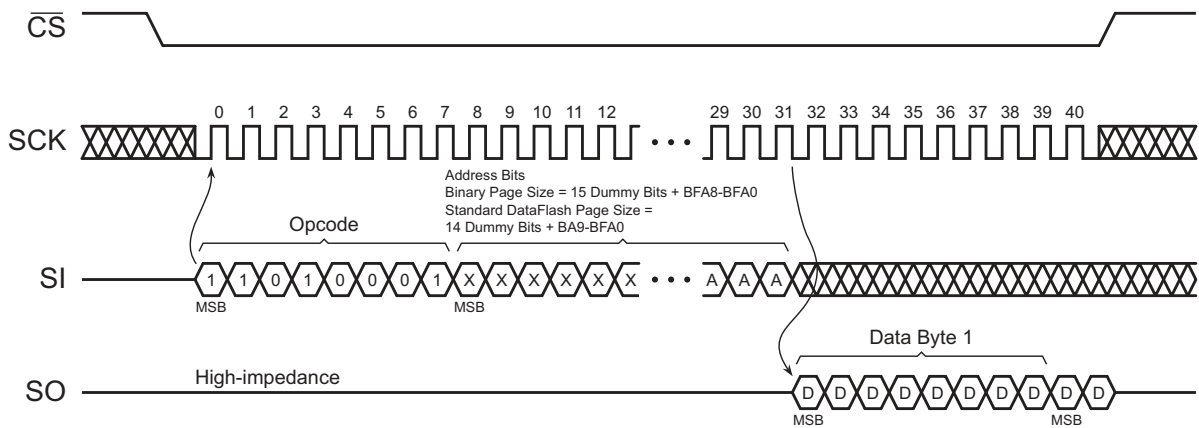 CS
SCK
0 1 2 3 4 5 6 7 8 9 10 11 12 29 30 31 32 33 34 35 36 37 38 39 40
Address Bits
Binary Page Size = 15 Dummy Bits + BFA8-BFA0
Standard DataFlash Page Size =
14 Dummy Bits + BA9-BFA0
Opcode
SI
1 1 0 1 0 0 0 1 X X X X X X • • • A A A
MSB MSB
Data Byte 1
SO
High-impedance
D D D D D D D D D D
MSB MSB